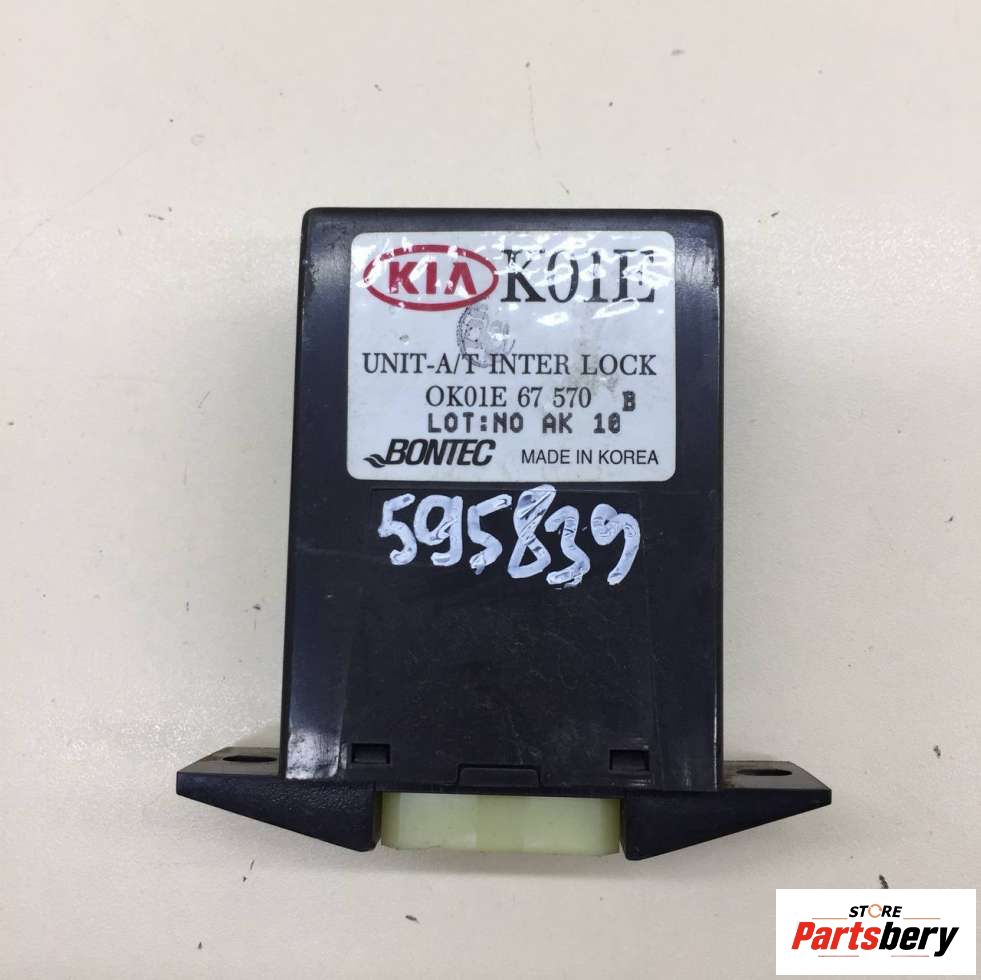 KIA K01E
UNIT-A/T INTER LOCK
OK01E 67 570 B
LOT:NO AK 10
BONTEC MADE IN KOREA
595839
STORE
Partsbery